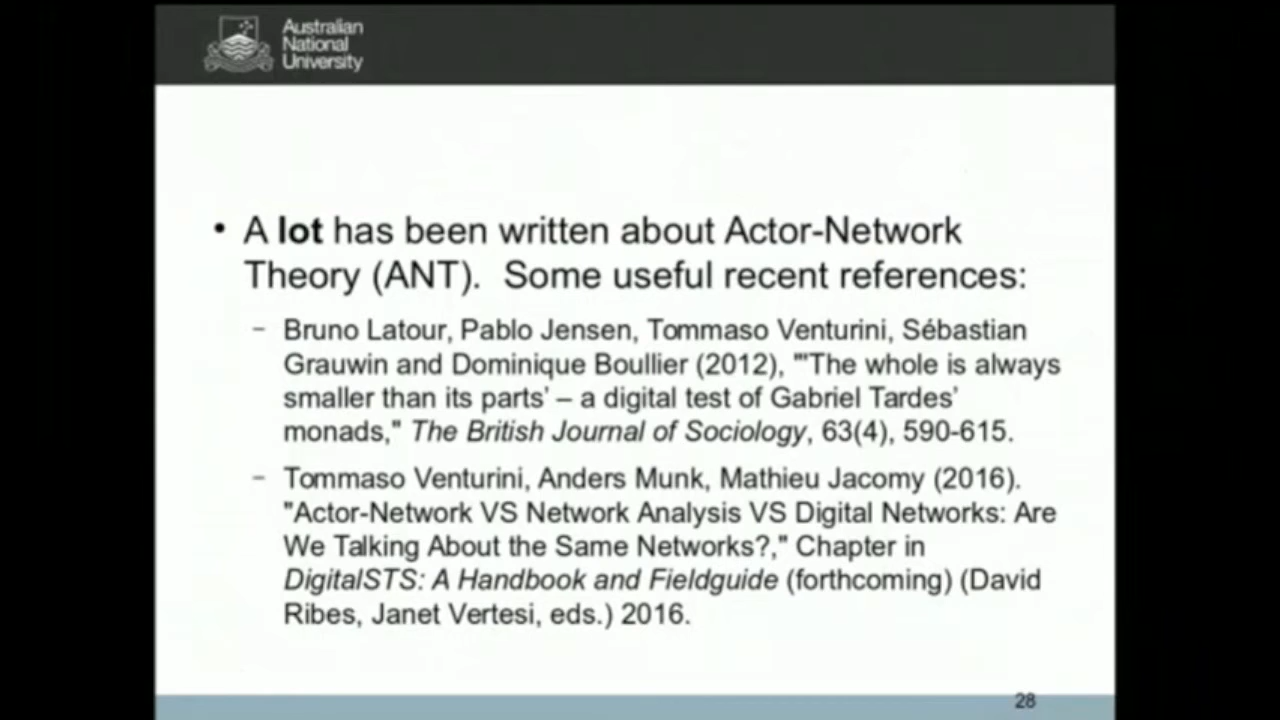 Australian
National
University
• A lot has been written about Actor-Network
Theory (ANT).  Some useful recent references:
– Bruno Latour, Pablo Jensen, Tommaso Venturini, Sébastian
Grauwin and Dominique Boullier (2012), "'The whole is always
smaller than its parts’ – a digital test of Gabriel Tardes’
monads," The British Journal of Sociology, 63(4), 590-615.
– Tommaso Venturini, Anders Munk, Mathieu Jacomy (2016).
"Actor-Network VS Network Analysis VS Digital Networks: Are
We Talking About the Same Networks?," Chapter in
DigitalSTS: A Handbook and Fieldguide (forthcoming) (David
Ribes, Janet Vertesi, eds.) 2016.
28